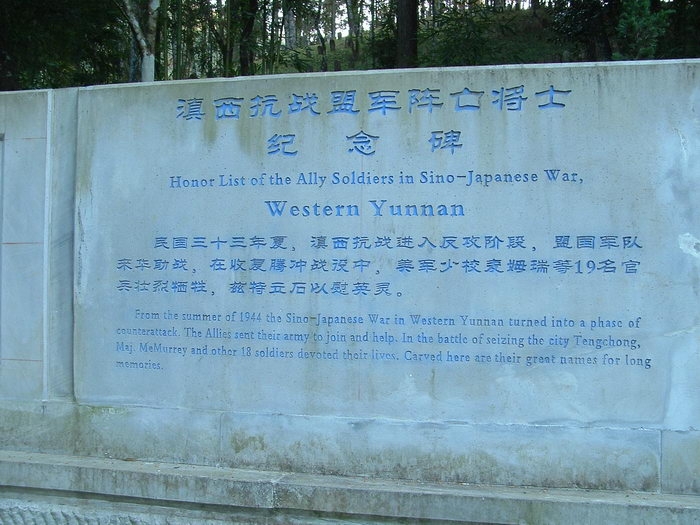 滇西抗战盟军阵亡将士
纪念碑
Honor List of the Ally Soldiers in Sino-Japanese War,
Western Yunnan
民国三十三年夏，滇西抗战进入反攻阶段，盟国军队
来华助战，在收复腾冲战役中，美军少校麦姆瑞等19名官
兵壮烈牺牲，兹特立石以慰英灵。
From the summer of 1944 the Sino-Japanese War in Western Yunnan turned into a phase of
counterattack. The Allies sent their army to join and help. In the battle of seizing the city Tengchong,
Maj. MeMurrey and other 18 soldiers devoted their lives. Carved here are their great names for long
memories.